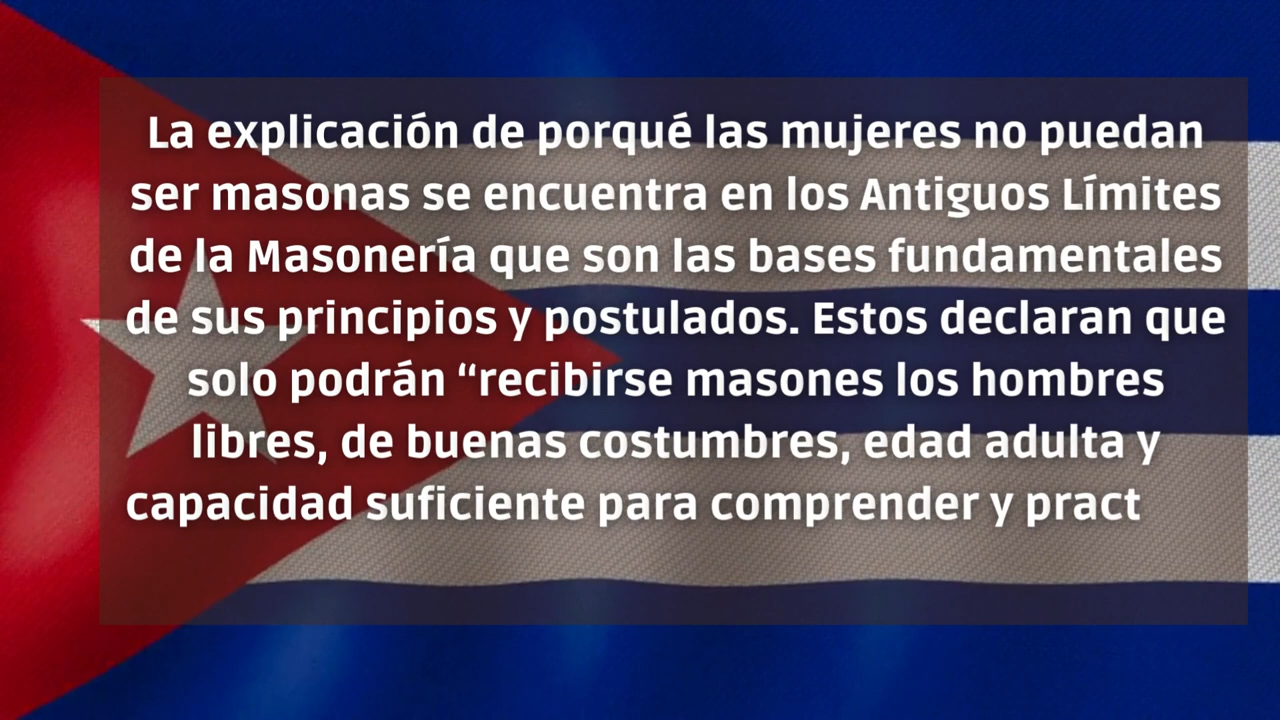 La explicación de porqué las mujeres no puedan
ser masonas se encuentra en los Antiguos Límites
de la Masonería que son las bases fundamentales
de sus principios y postulados. Estos declaran que
solo podrán “recibirse masones los hombres
libres, de buenas costumbres, edad adulta y
capacidad suficiente para comprender y pract